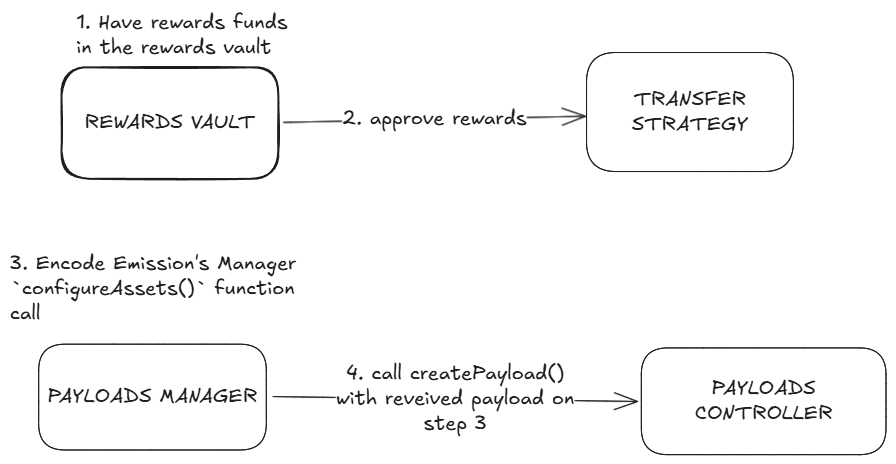 1. Have rewards funds
in the rewards vault
REWARDS VAULT
2. approve rewards
TRANSFER
STRATEGY
3. Encode Emission's Manager
`configureAssets()` function
call
PAYLOADS MANAGER
4. call createPayload()
with reveived payload on
step 3
PAYLOADS
CONTROLLER